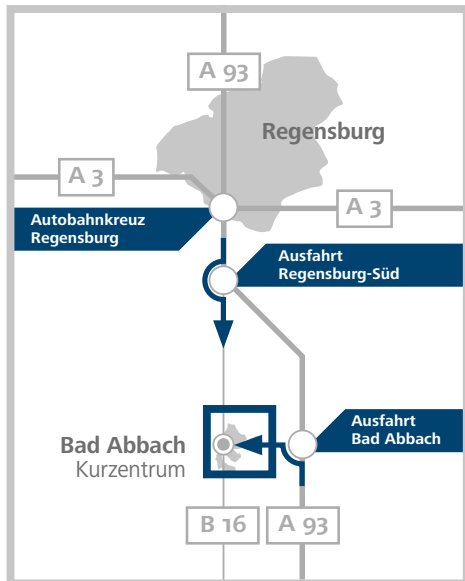 A 93
Regensburg
A 3
A 3
Autobahnkreuz
Regensburg
Ausfahrt
Regensburg-Süd
Ausfahrt
Bad Abbach
Bad Abbach
Kurzentrum
B 16
A 93